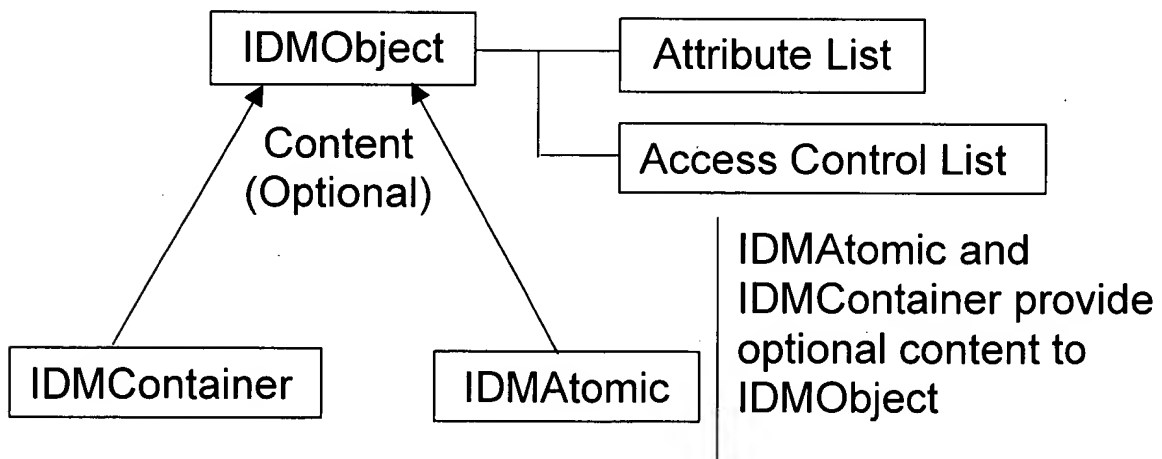 IDMObject
Attribute List
Access Control List
Content
(Optional)
IDMContainer
IDMAtomic
IDMAtomic and
IDMContainer provide
optional content to
IDMObject